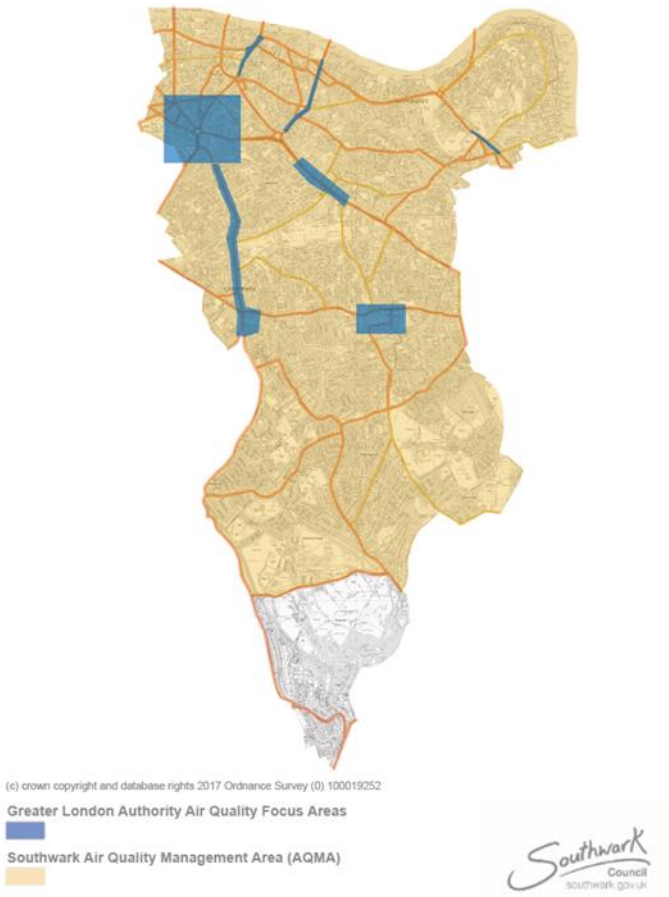 (c) crown copyright and database rights 2017 Ordnance Survey (0) 100019252
Greater London Authority Air Quality Focus Areas
Southwark Air Quality Management Area (AQMA)
Southwark
Council
southwark.gov.uk